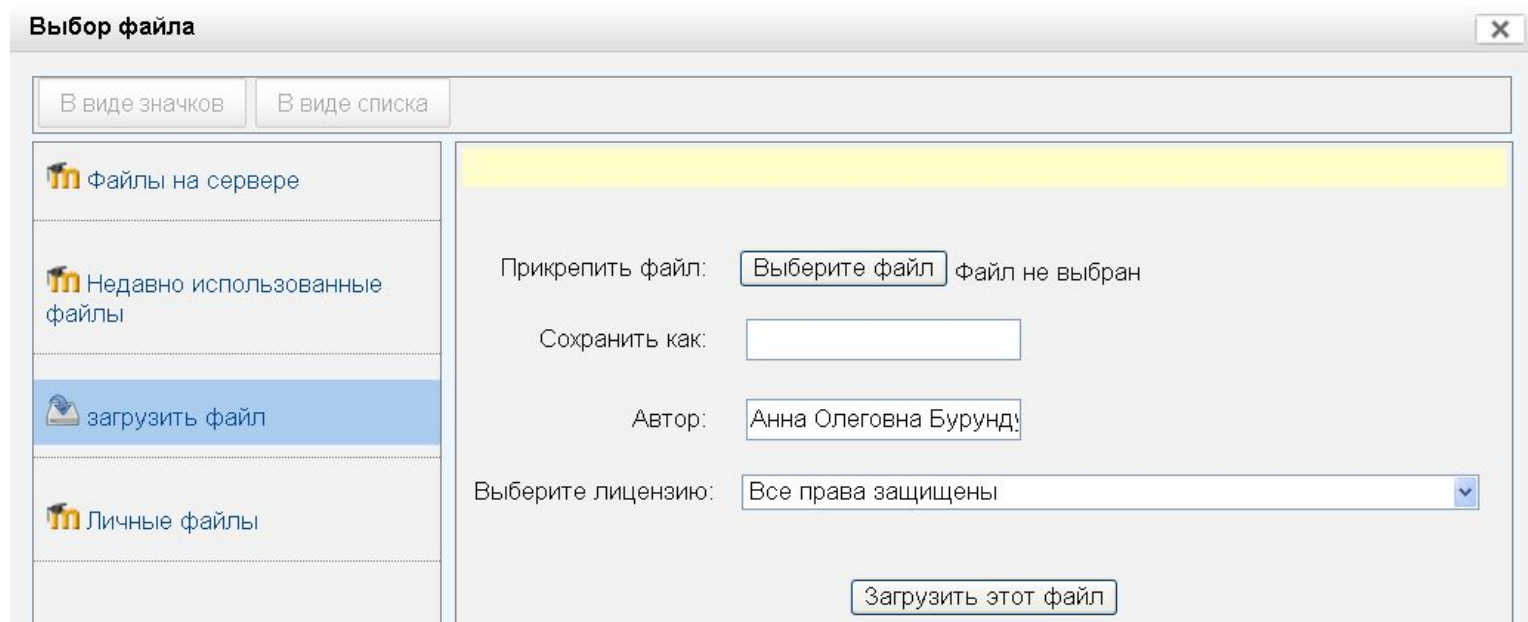 Выбор файла
В виде значков
В виде списка
Файлы на сервере
Недавно использованные
файлы
загрузить файл
Личные файлы
Прикрепить файл: Выберите файл Файл не выбран
Сохранить как:
Автор: Анна Олеговна
Выберите лицензию: Все права защищены
Загрузить этот файл